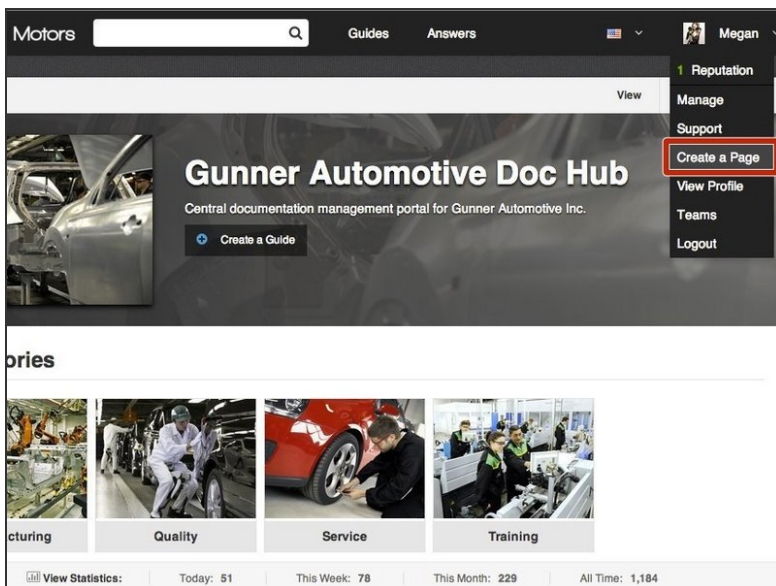 Motors Guides Answers Megan
1 Reputation
View
Manage
Support
Create a Page
View Profile
Teams
Logout
Gunner Automotive Doc Hub
Central documentation management portal for Gunner Automotive Inc.
Create a Guide
ories
cturing Quality Service Training
View Statistics: Today: 51 This Week: 78 This Month: 229 All Time: 1,184